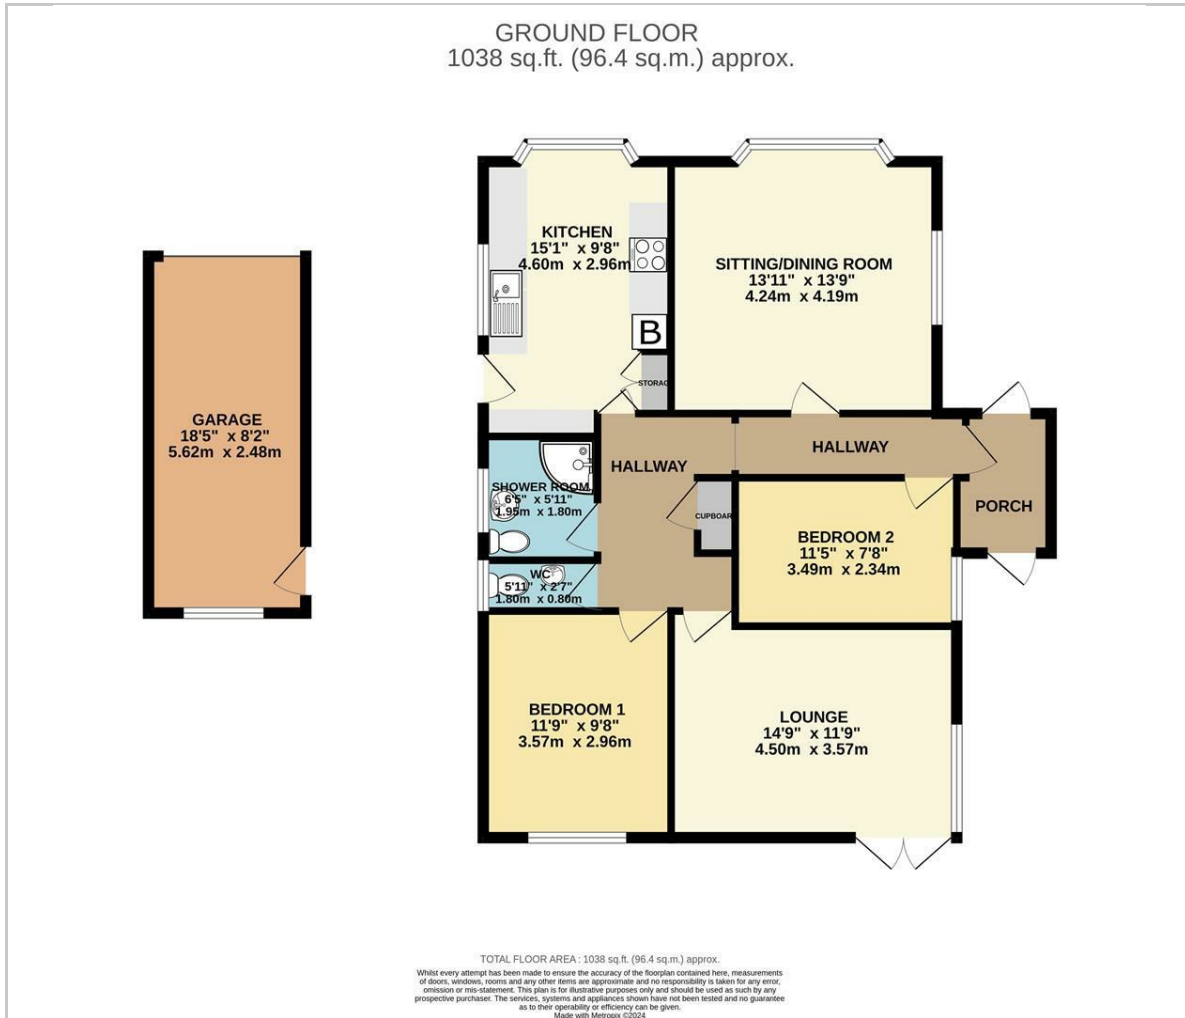 GROUND FLOOR
1038 sq.ft. (96.4 sq.m.) approx.
KITCHEN
15'1" x 9'8"
4.60m x 2.96m
SITTING/DINING ROOM
13'11" x 13'9"
4.24m x 4.19m
B
STORAG
GARAGE
18'5" x 8'2"
5.62m x 2.48m
HALLWAY
HALLWAY
SHOWER ROOM
6'5" x 5'11"
1.95m x 1.80m
CUPBOAR
PORCH
BEDROOM 2
11'5" x 7'8"
3.49m x 2.34m
WC
5'11" x 2'7"
1.80m x 0.80m
BEDROOM 1
11'9" x 9'8"
3.57m x 2.96m
LOUNGE
14'9" x 11'9"
4.50m x 3.57m
TOTAL FLOOR AREA : 1038 sq.ft. (96.4 sq.m.) approx.
Whilst every attempt has been made to ensure the accuracy of the floorplan contained here, measurements
of doors, windows, rooms and any other items are approximate and no responsibility is taken for any error,
omission or mis-statement. This plan is for illustrative purposes only and should be used as such by any
prospective purchaser. The services, systems and appliances shown have not been tested and no guarantee
as to their operability or efficiency can be given.
Made with Metropix ©2024